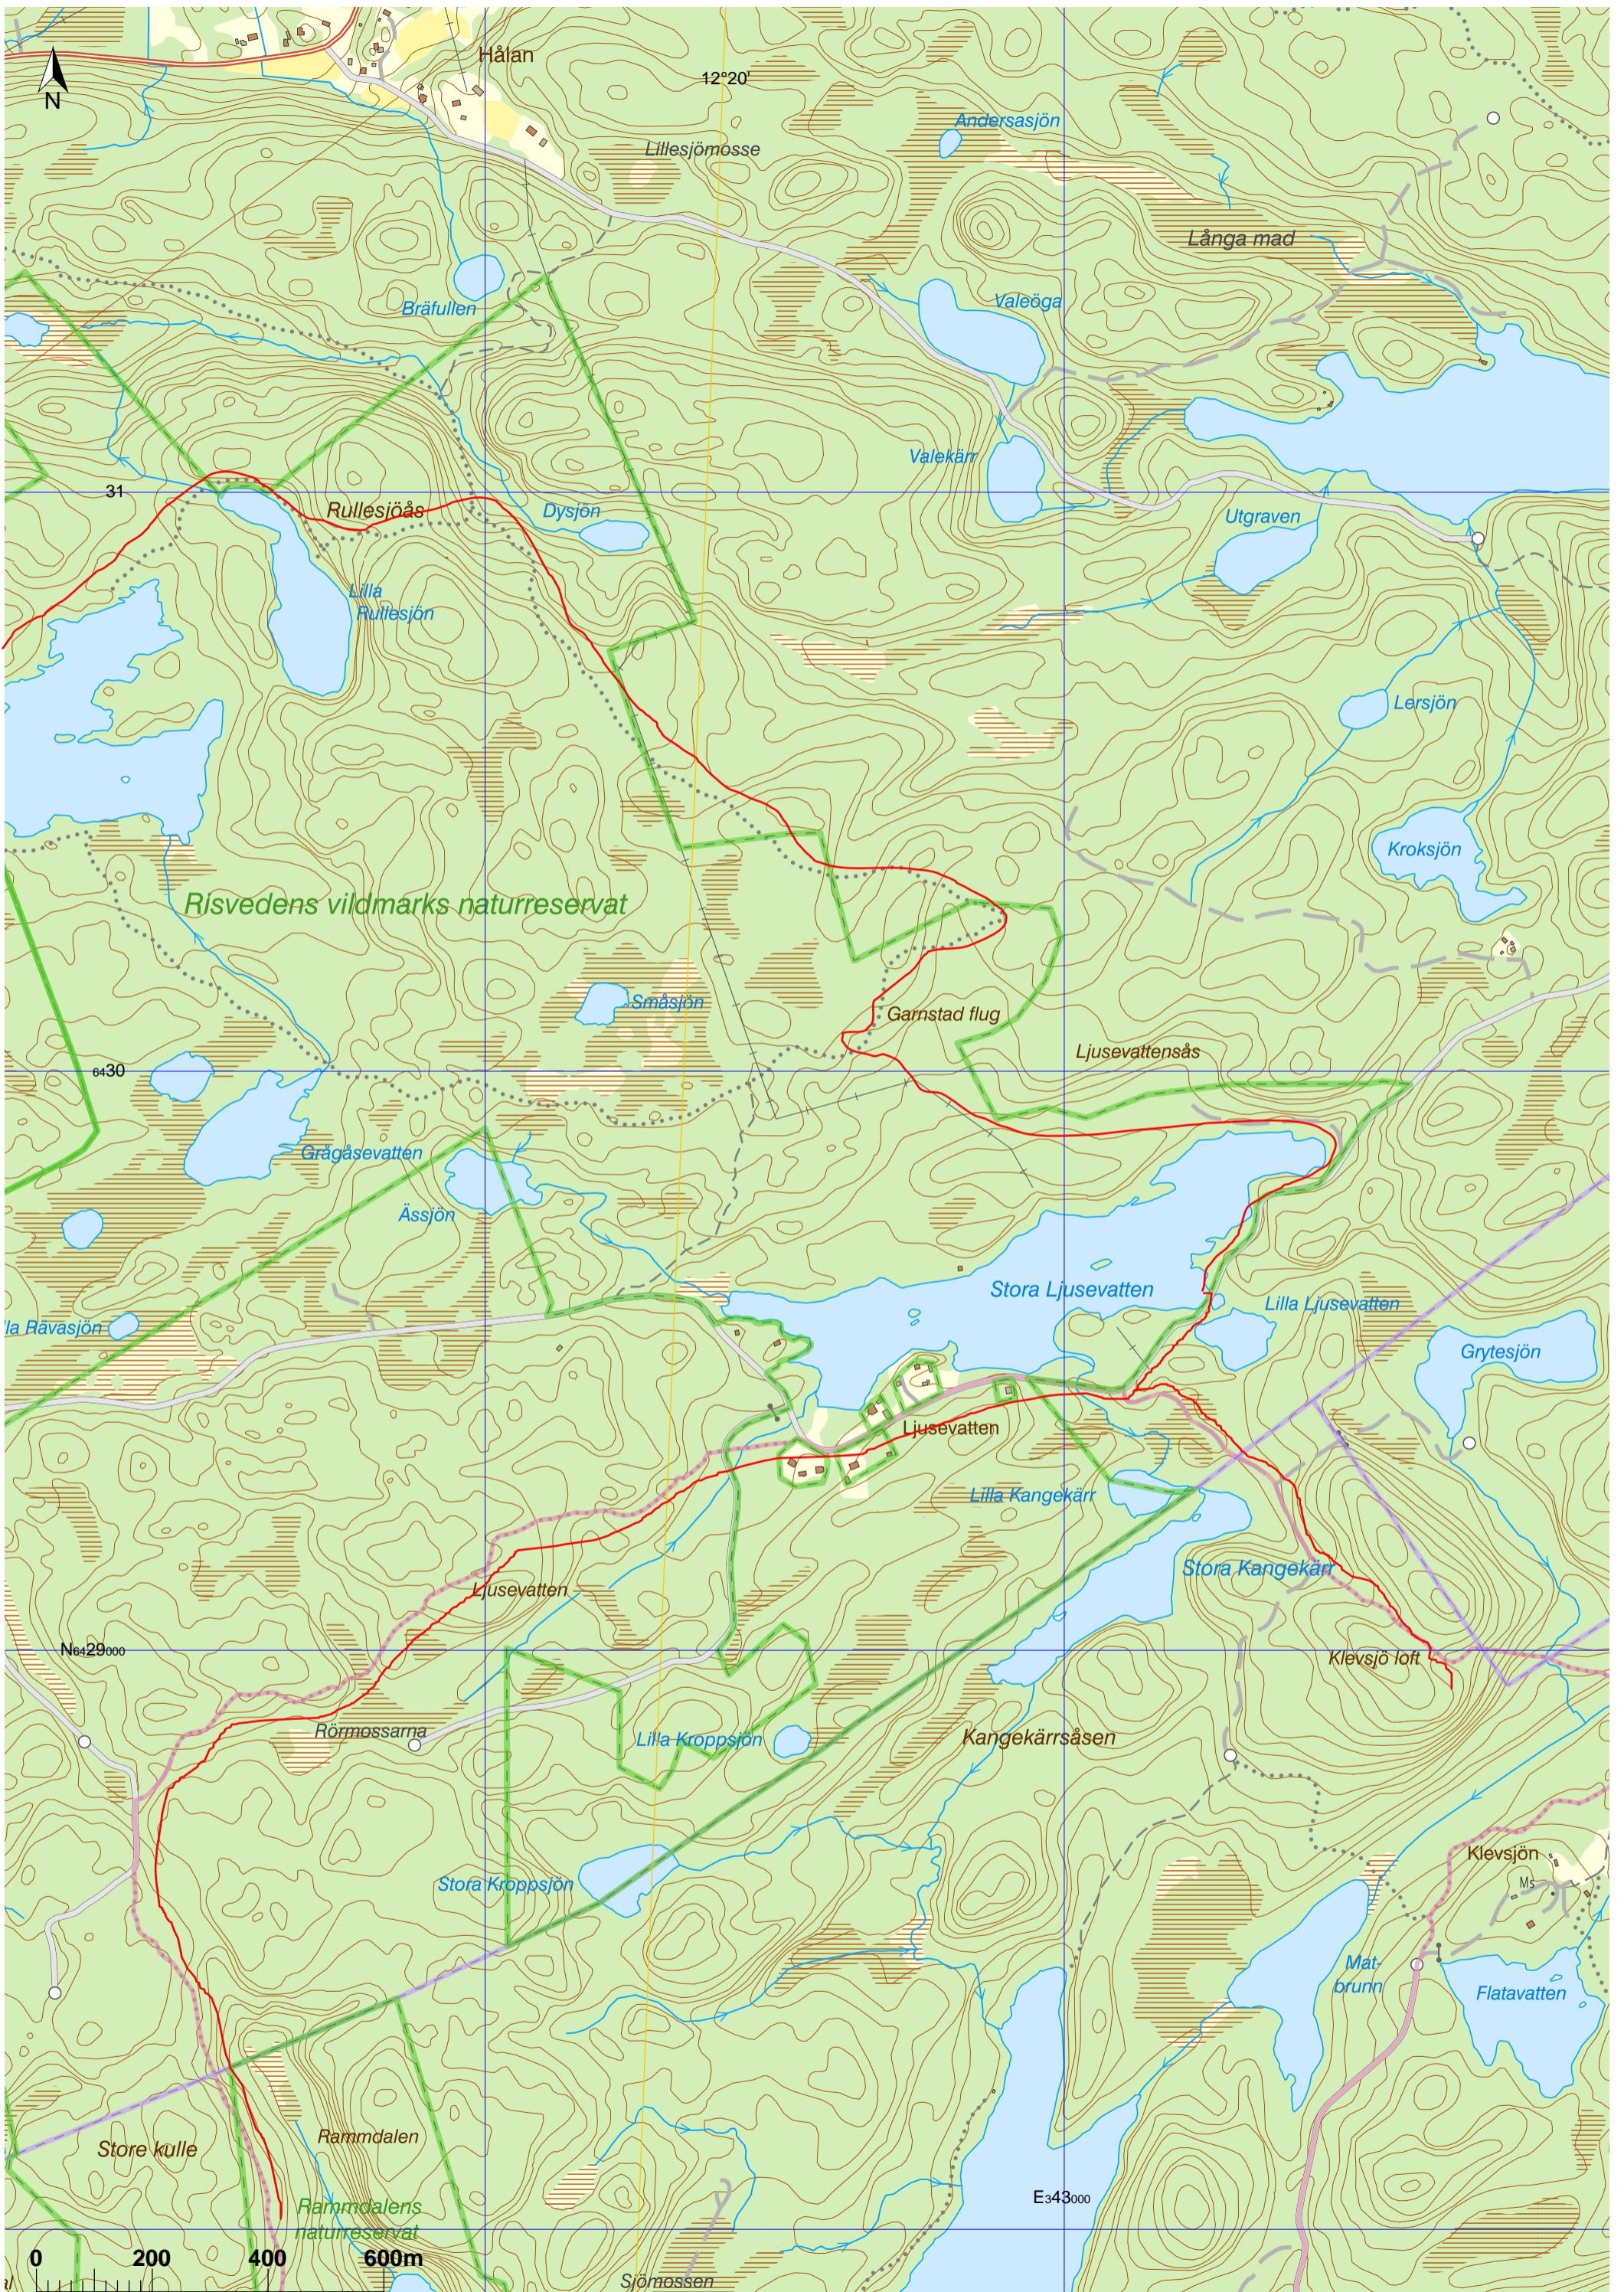 Hålan
12°20'
N
Andersasjön
Lillesjömosse
Långa mad
Bräfullen
Valeöga
Valekärr
31
Rullesjöås
Dysjön
Utgraven
Lilla
Rullesjön
Lersjön
Kroksjön
Risvedens vildmarks naturreservat
Småsjön
Garnstad flug
Ljusevattensås
6430
Grågåsevatten
Ässjön
Stora Ljusevatten
Lilla Ljusevatten
lla Rävasjön
Grytesjön
Ljusevatten
Lilla Kangekärr
Stora Kangekärr
Ljusevatten
N6429000
Klevsjö loft
Rörmossarna
Lilla Kroppsjön
Kangekärrsåsen
Klevsjön
Ms
Stora Kroppsjön
Mat-
brunn
Flatavatten
Rammdalen
Store kulle
E343000
Rammdalens
naturreservat
0 200 400 600m
Sjömossen